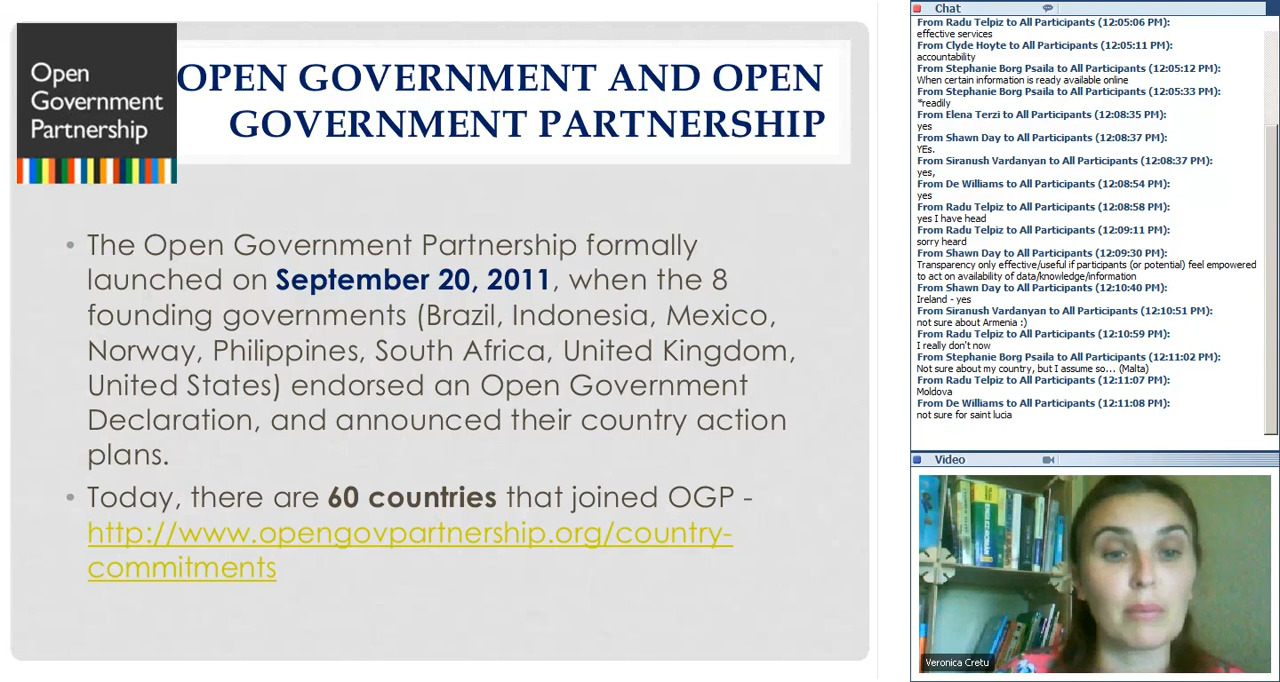 Open
Government
Partnership
OPEN GOVERNMENT AND OPEN
GOVERNMENT PARTNERSHIP
• The Open Government Partnership formally
launched on September 20, 2011, when the 8
founding governments (Brazil, Indonesia, Mexico,
Norway, Philippines, South Africa, United Kingdom,
United States) endorsed an Open Government
Declaration, and announced their country action
plans.
• Today, there are 60 countries that joined OGP -
http://www.opengovpartnership.org/country-
commitments
Chat
From Radu Telpiz to All Participants (12:05:06 PM):
effective services
From Clyde Hoyte to All Participants (12:05:11 PM):
accountability
From Stephanie Borg Psaila to All Participants (12:05:12 PM):
When certain information is ready available online
From Stephanie Borg Psaila to All Participants (12:05:33 PM):
*readily
From Elena Terzi to All Participants (12:08:35 PM):
yes
From Shawn Day to All Participants (12:08:37 PM):
YEs.
From Siranush Vardanyan to All Participants (12:08:37 PM):
yes,
From De Williams to All Participants (12:08:54 PM):
yes
From Radu Telpiz to All Participants (12:08:58 PM):
yes I have head
From Radu Telpiz to All Participants (12:09:11 PM):
sorry heard
From Shawn Day to All Participants (12:09:30 PM):
Transparency only effective/useful if participants (or potential) feel empowered
to act on availability of data/knowledge/information
From Shawn Day to All Participants (12:10:40 PM):
Ireland - yes
From Siranush Vardanyan to All Participants (12:10:51 PM):
not sure about Armenia :)
From Radu Telpiz to All Participants (12:10:59 PM):
I really don't now
From Stephanie Borg Psaila to All Participants (12:11:02 PM):
Not sure about my country, but I assume so... (Malta)
From Radu Telpiz to All Participants (12:11:07 PM):
Moldova
From De Williams to All Participants (12:11:08 PM):
not sure for saint lucia
Video
Veronica Cretu